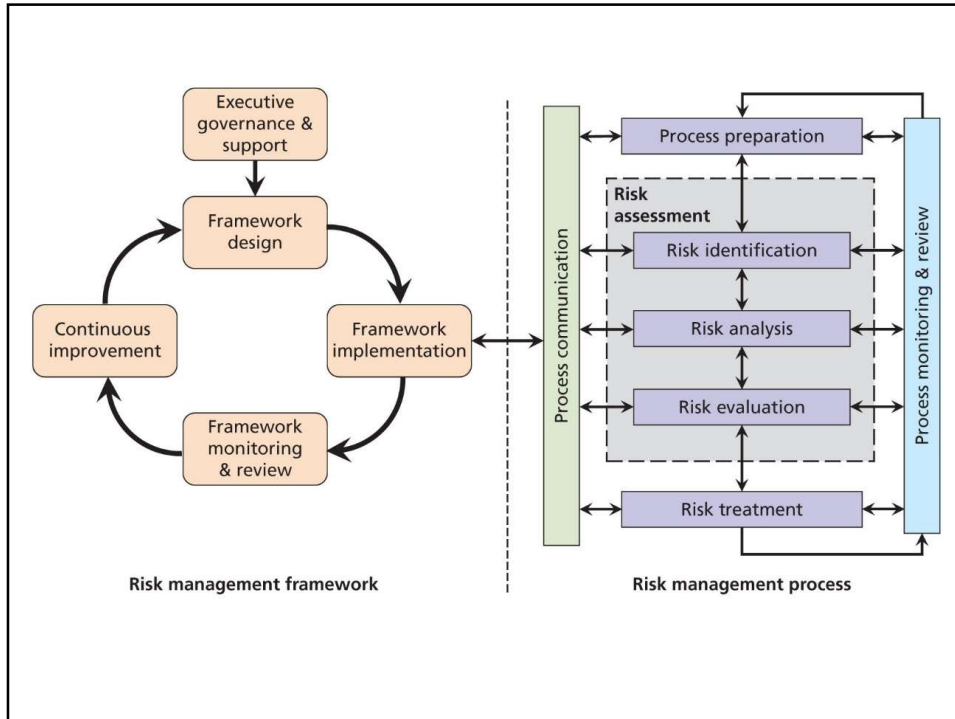 Executive
governance &
support
Framework
design
Continuous
improvement
Framework
implementation
Framework
monitoring
& review
Risk management framework
Process communication
Process preparation
Risk
assessment
Risk identification
Risk analysis
Risk evaluation
Risk treatment
Process monitoring & review
Risk management process